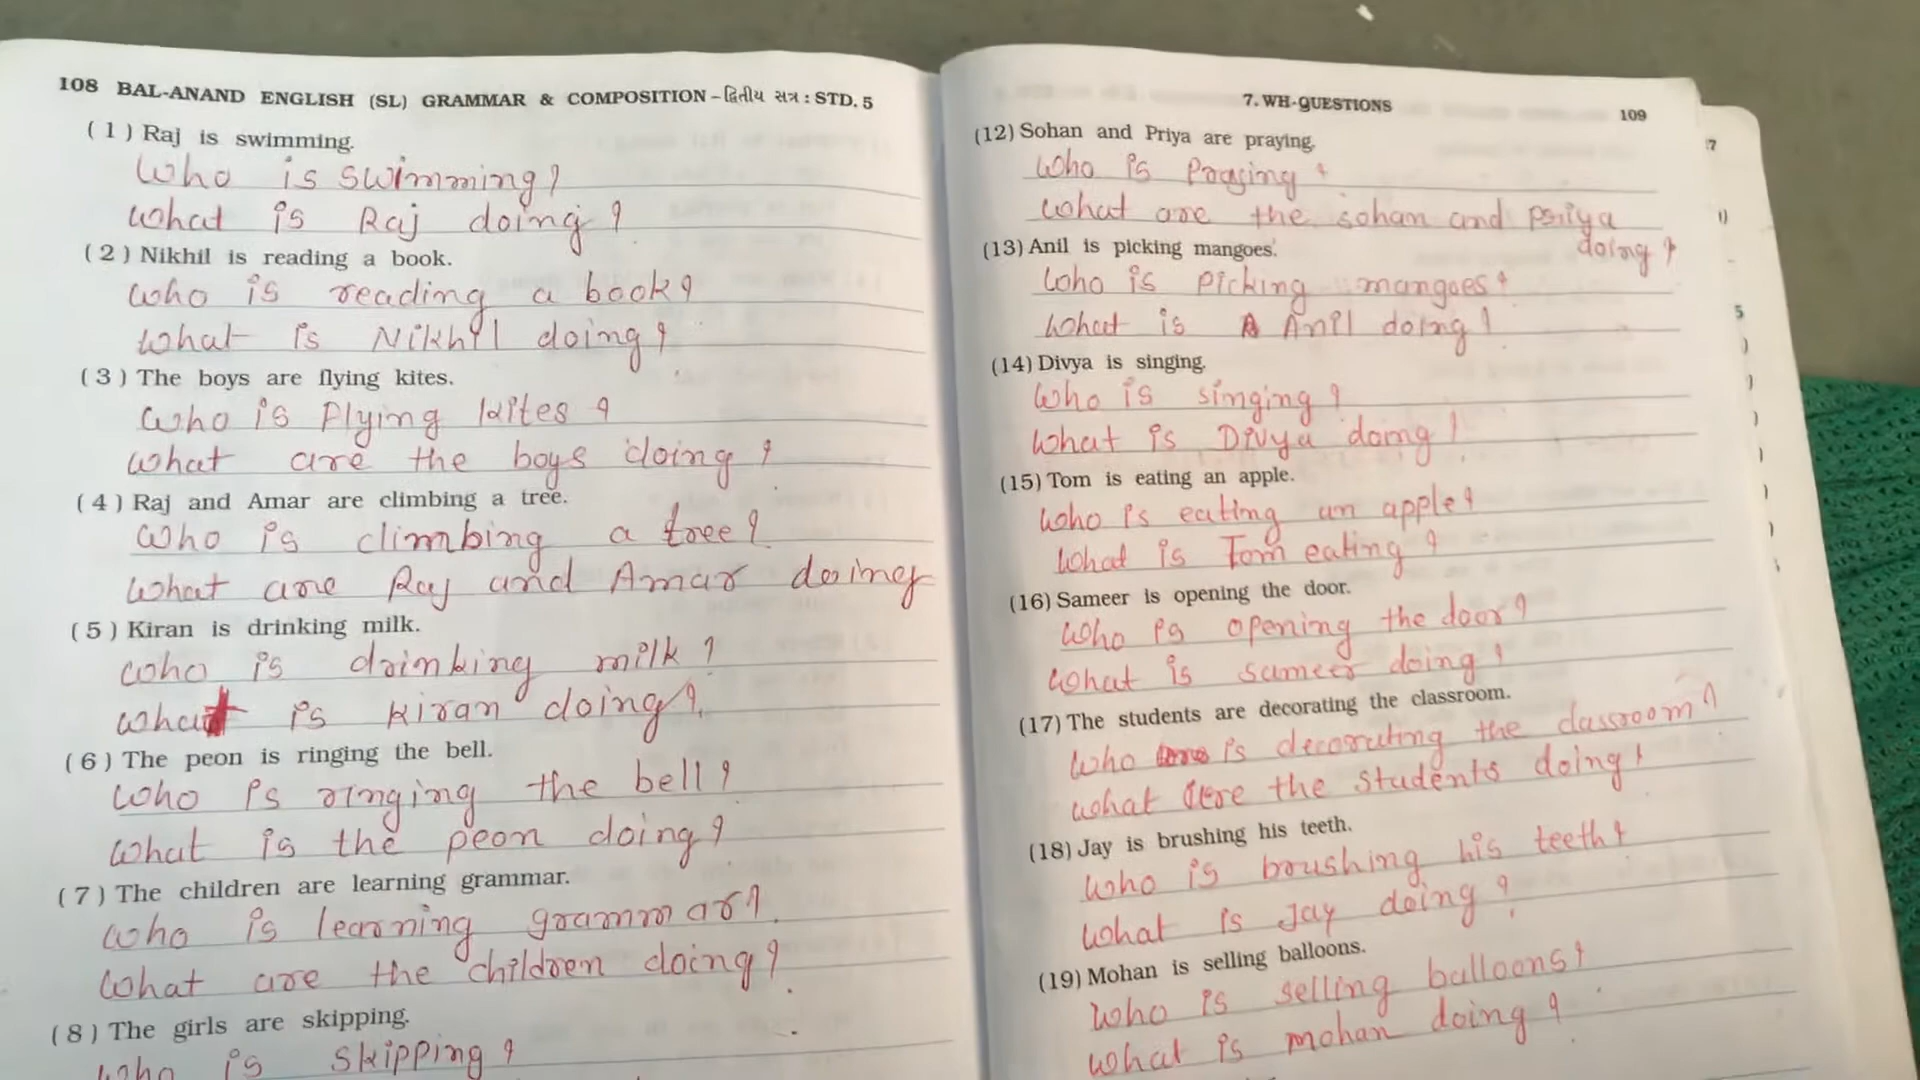 108 BAL-ANAND ENGLISH (SL) GRAMMAR & COMPOSITION – દ્વિતીય સત્ર : STD. 5
( 1 ) Raj is swimming.
Who is swimming?
What is Raj doing?
( 2 ) Nikhil is reading a book.
Who is reading a book?
What is Nikhil doing?
( 3 ) The boys are flying kites.
Who is Flying kites?
What are the boys doing?
( 4 ) Raj and Amar are climbing a tree.
Who is climbing a tree?
What are Raj and Amar doing
( 5 ) Kiran is drinking milk.
Who is drinking milk?
What is Kiran doing?
( 6 ) The peon is ringing the bell.
Who is ringing the bell?
What is the peon doing?
( 7 ) The children are learning grammar.
Who is learning grammar?
What are the children doing?
( 8 ) The girls are skipping.
Who is skipping?
7. WH-QUESTIONS 109
(12) Sohan and Priya are praying.
Who is Praying?
What are the sohan and priya
doing?
(13) Anil is picking mangoes.
Who is picking mangoes?
What is Anil doing?
(14) Divya is singing.
Who is singing?
What is Divya doing?
(15) Tom is eating an apple.
Who is eating an apple?
What is Tom eating?
(16) Sameer is opening the door.
Who is opening the door?
What is sameer doing?
(17) The students are decorating the classroom.
Who is decorating the classroom?
What are the students doing?
(18) Jay is brushing his teeth.
Who is brushing his teeth?
What is Jay doing?
(19) Mohan is selling balloons.
Who is selling balloons?
What is mohan doing?
7
5